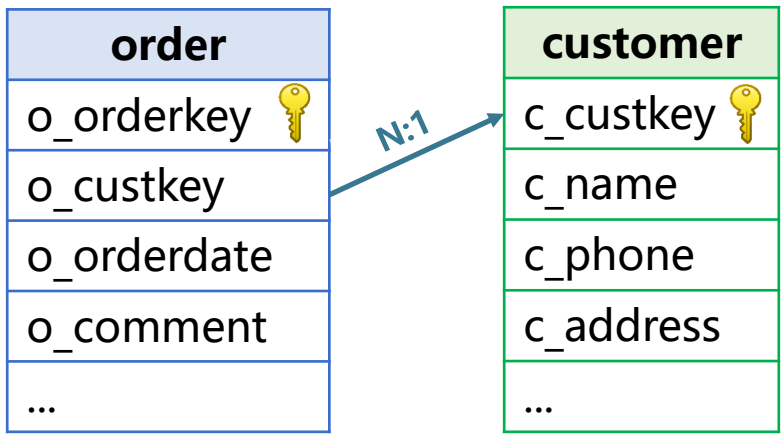 order
o_orderkey
o_custkey
o_orderdate
o_comment
...
N:1
customer
c_custkey
c_name
c_phone
c_address
...